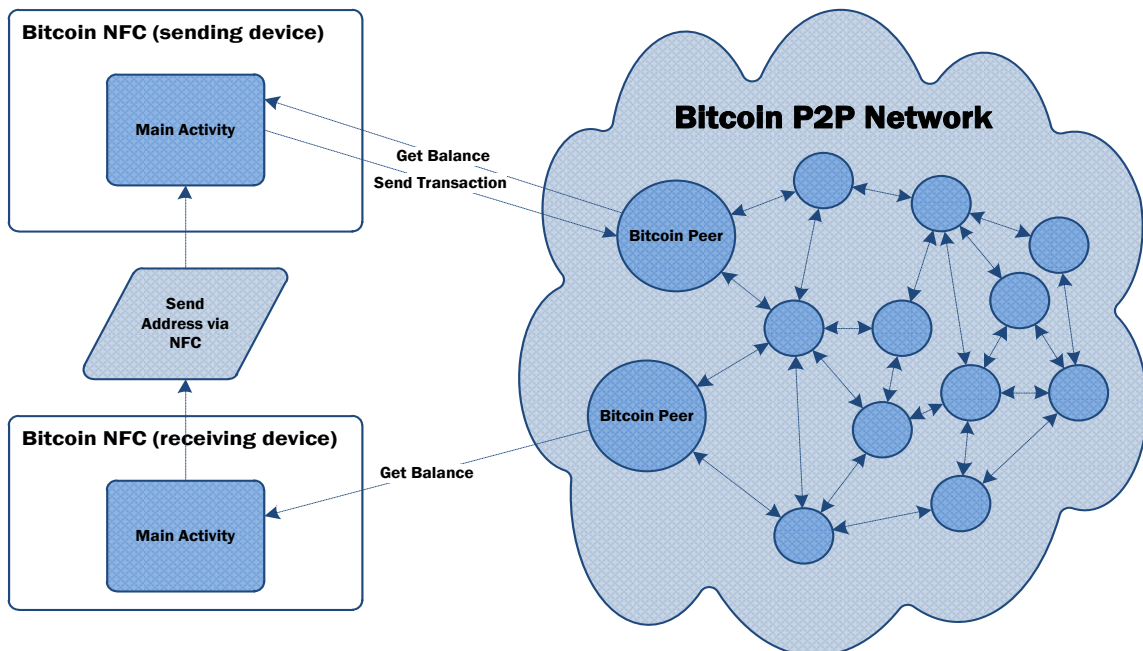 Bitcoin NFC (sending device)
Main Activity
Get Balance
Send Transaction
Bitcoin P2P Network
Bitcoin Peer
Send
Address via
NFC
Bitcoin Peer
Bitcoin NFC (receiving device)
Get Balance
Main Activity